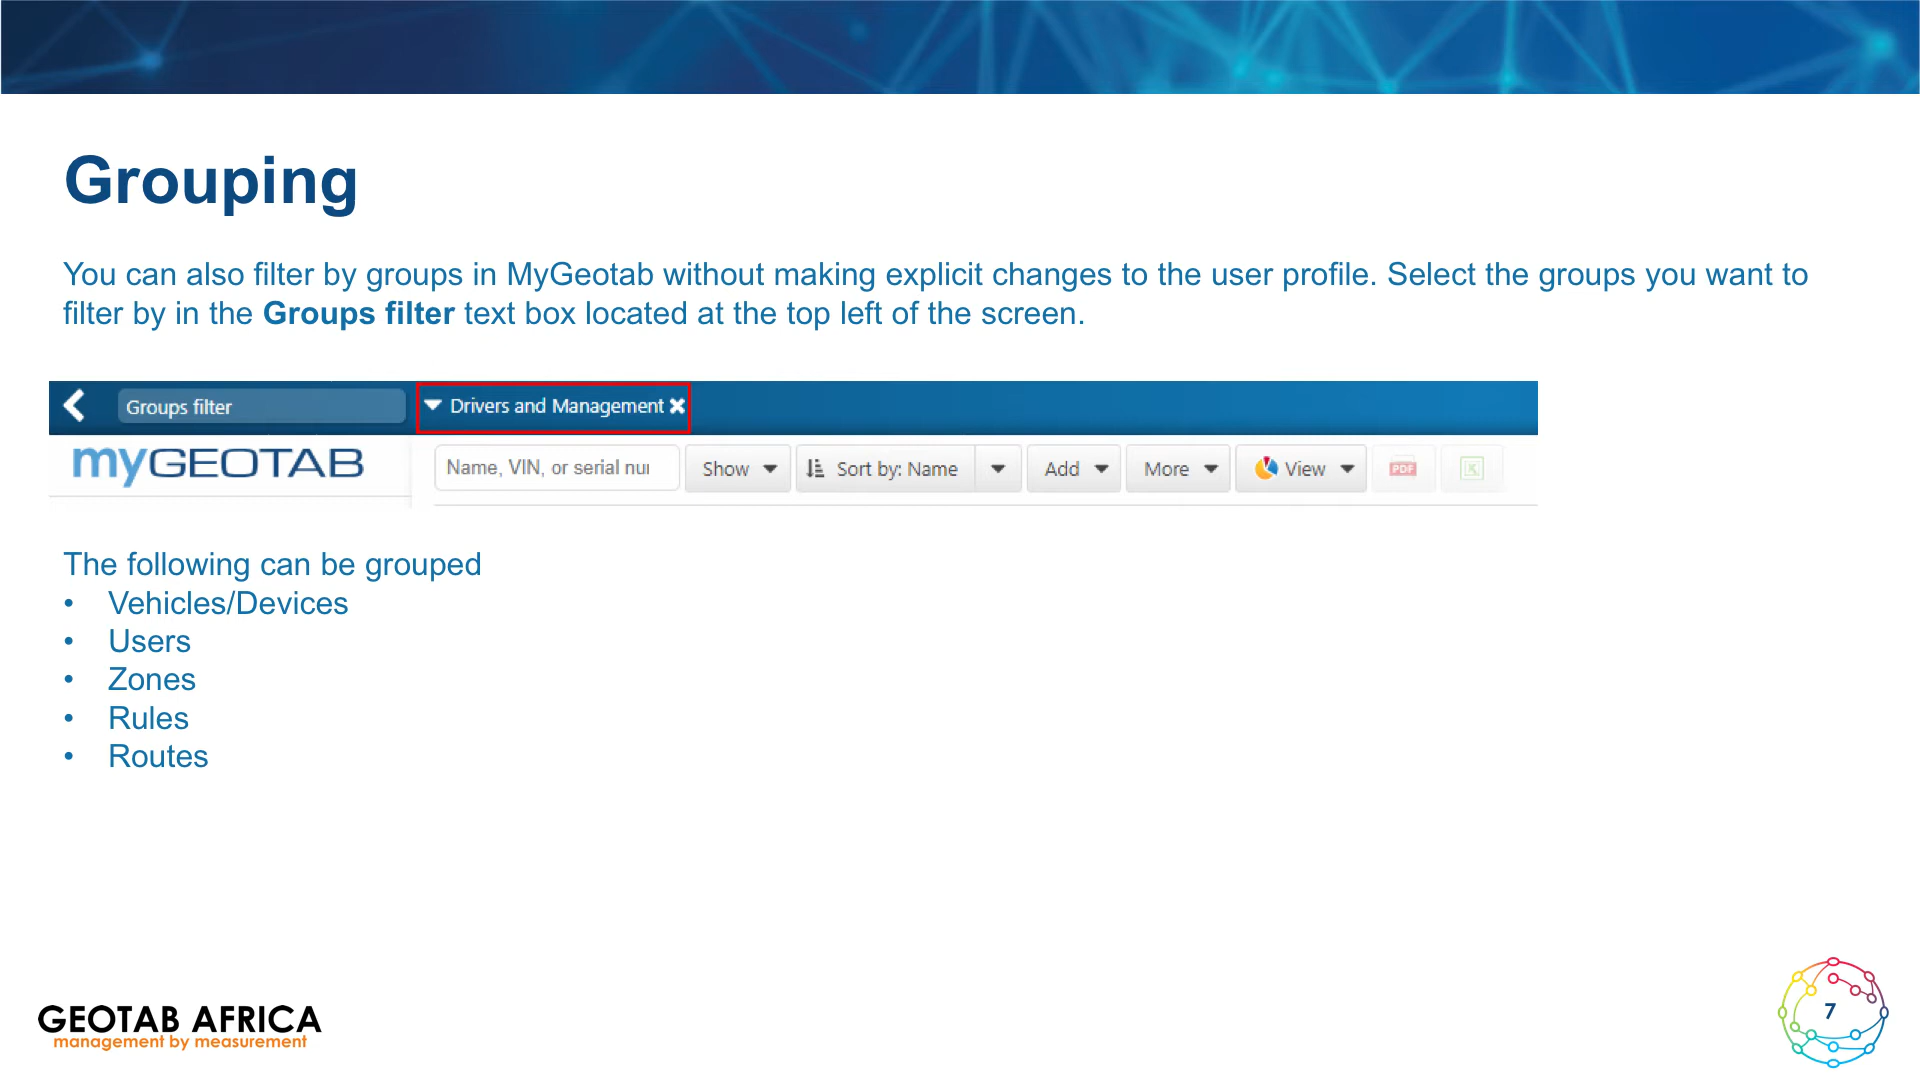 Grouping
You can also filter by groups in MyGeotab without making explicit changes to the user profile. Select the groups you want to
filter by in the Groups filter text box located at the top left of the screen.
Groups filter Drivers and Management
myGEOTAB Name, VIN, or serial nu Show Sort by: Name Add More View PDF
The following can be grouped
• Vehicles/Devices
• Users
• Zones
• Rules
• Routes
GEOTAB AFRICA
management by measurement
7